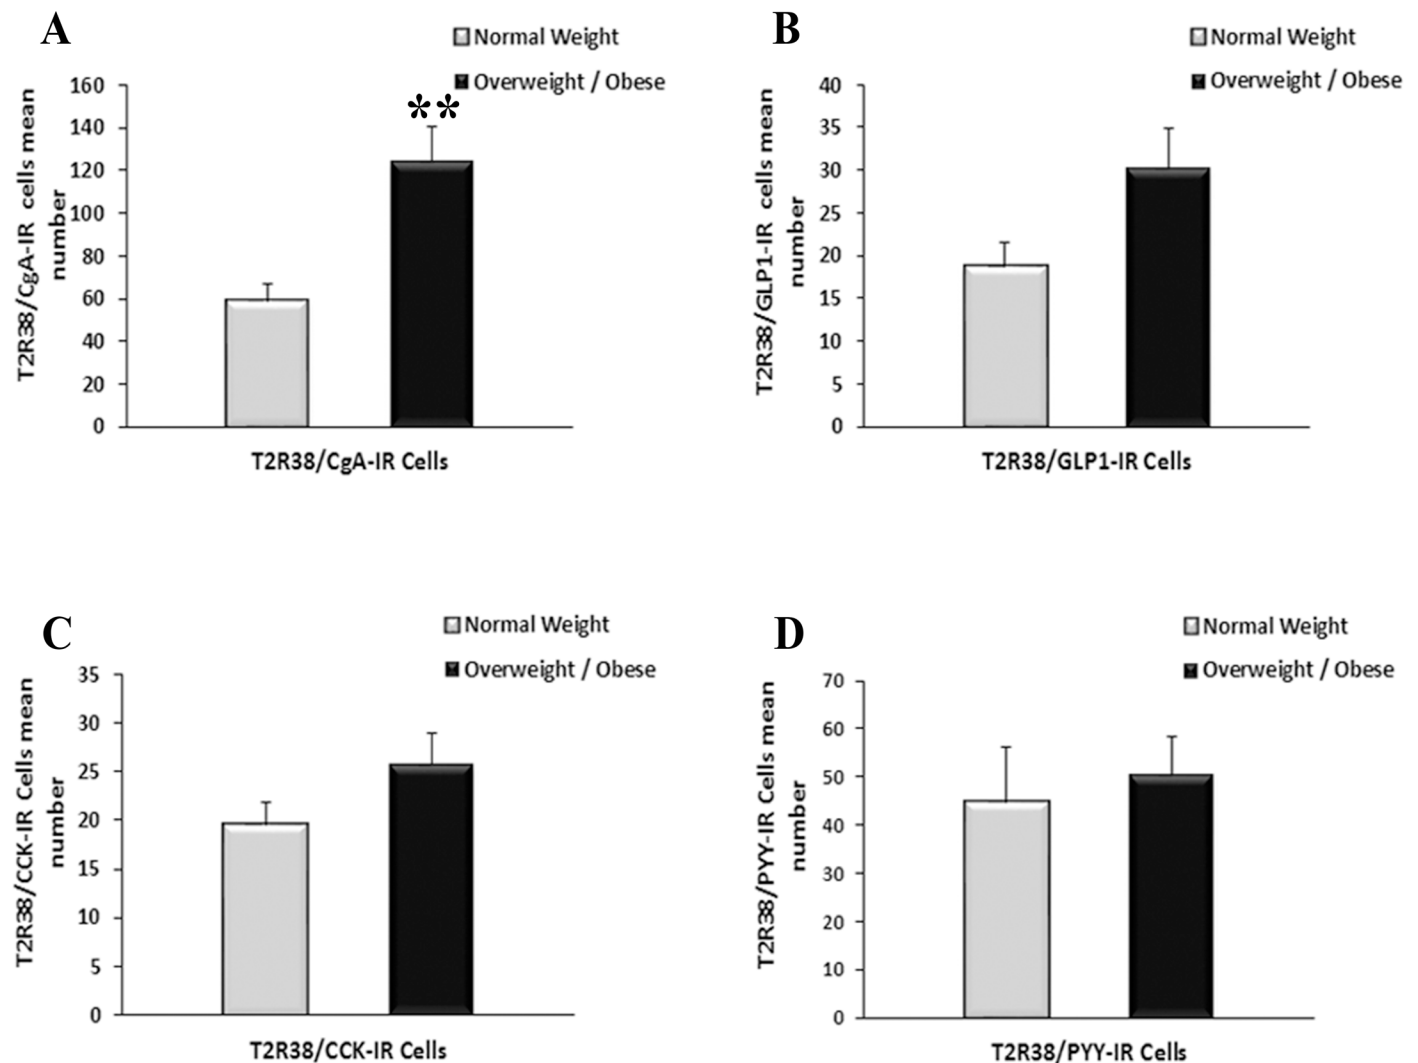 A
Normal Weight
Overweight / Obese
**
T2R38/CgA-IR cells mean
number
160
140
120
100
80
60
40
20
0
T2R38/CgA-IR Cells
B
Normal Weight
Overweight / Obese
T2R38/GLP1-IR cells mean
number
40
35
30
25
20
15
10
5
0
T2R38/GLP1-IR Cells
C
Normal Weight
Overweight / Obese
T2R38/CCK-IR Cells mean
number
35
30
25
20
15
10
5
0
T2R38/CCK-IR Cells
D
Normal Weight
Overweight / Obese
T2R38/PYY-IR Cells mean
number
70
60
50
40
30
20
10
0
T2R38/PYY-IR Cells